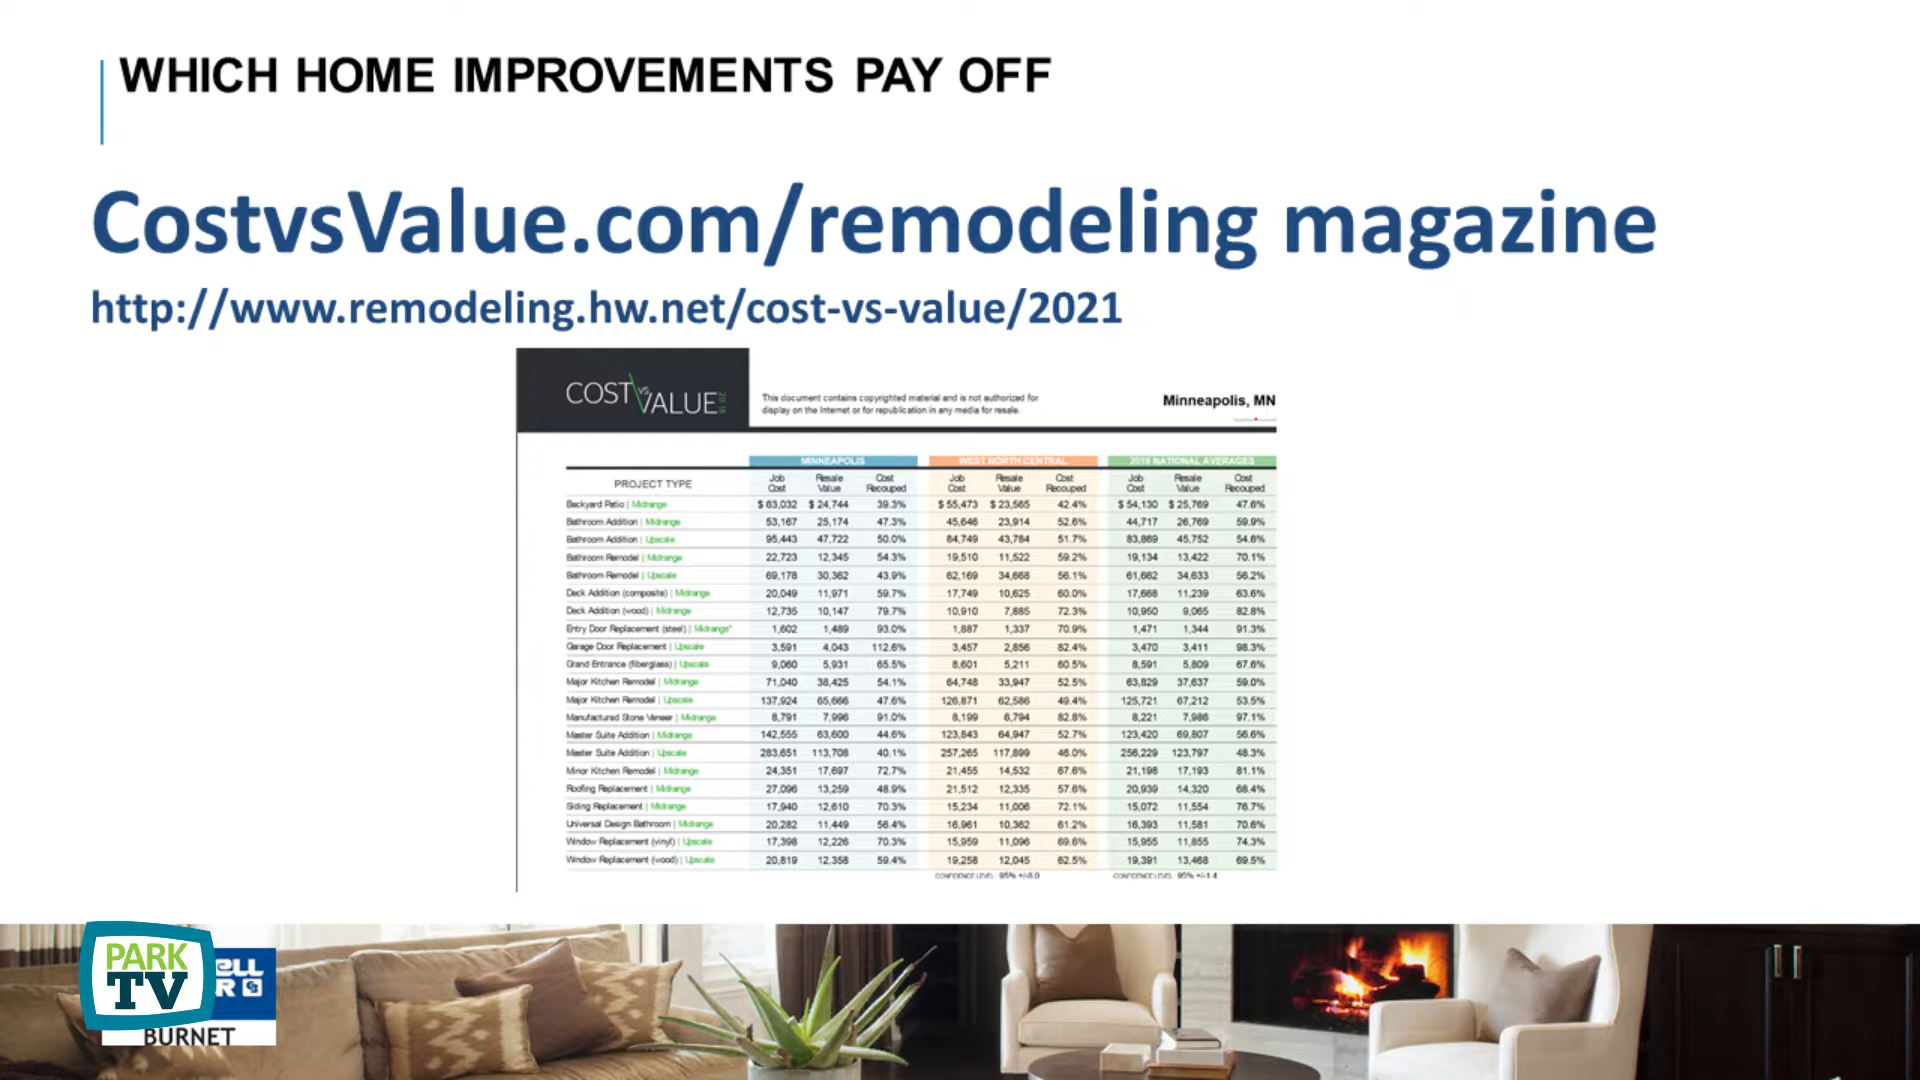 WHICH HOME IMPROVEMENTS PAY OFF
CostvsValue.com/remodeling magazine
http://www.remodeling.hw.net/cost-vs-value/2021
COST vs VALUE 2018
This document contains copyrighted material and is not authorized for
display on the Internet or for republication in any media for resale.
Minneapolis, MN
MINNEAPOLIS WEST NORTH CENTRAL 2018 NATIONAL AVERAGES
PROJECT TYPE Job Cost Resale Value Cost Recouped Job Cost Resale Value Cost Recouped Job Cost Resale Value Cost Recouped
Backyard Patio | Midrange $ 63,032 $ 24,744 39.3% $ 55,473 $ 23,565 42.4% $ 54,130 $ 25,769 47.6%
Bathroom Addition | Midrange 53,167 25,174 47.3% 45,646 23,914 52.6% 44,717 26,769 59.9%
Bathroom Addition | Upscale 95,443 47,722 50.0% 84,749 43,784 51.7% 83,869 45,752 54.6%
Bathroom Remodel | Midrange 22,723 12,345 54.3% 19,510 11,522 59.2% 19,134 13,422 70.1%
Bathroom Remodel | Upscale 69,178 30,362 43.9% 62,169 34,668 56.1% 61,662 34,633 56.2%
Deck Addition (composite) | Midrange 20,049 11,971 59.7% 17,749 10,625 60.0% 17,668 11,239 63.6%
Deck Addition (wood) | Midrange 12,735 10,147 79.7% 10,910 7,885 72.3% 10,950 9,065 82.8%
Entry Door Replacement (steel) | Midrange* 1,602 1,489 93.0% 1,887 1,337 70.9% 1,471 1,344 91.3%
Garage Door Replacement | Upscale 3,591 4,043 112.6% 3,457 2,856 82.4% 3,470 3,411 98.3%
Grand Entrance (fiberglass) | Upscale 9,060 5,931 65.5% 8,601 5,211 60.5% 8,591 5,809 67.6%
Major Kitchen Remodel | Midrange 71,040 38,425 54.1% 64,748 33,947 52.5% 63,829 37,637 59.0%
Major Kitchen Remodel | Upscale 137,924 65,666 47.6% 126,871 62,586 49.4% 125,721 67,212 53.5%
Manufactured Stone Veneer | Midrange 8,791 7,996 91.0% 8,199 6,794 82.8% 8,221 7,986 97.1%
Master Suite Addition | Midrange 142,555 63,600 44.6% 123,843 64,947 52.7% 123,420 69,807 56.6%
Master Suite Addition | Upscale 283,651 113,708 40.1% 257,265 117,899 46.0% 256,229 123,797 48.3%
Minor Kitchen Remodel | Midrange 24,351 17,697 72.7% 21,455 14,532 67.6% 21,198 17,193 81.1%
Roofing Replacement | Midrange 27,096 13,259 48.9% 21,512 12,335 57.6% 20,939 14,320 68.4%
Siding Replacement | Midrange 17,940 12,610 70.3% 15,234 11,006 72.1% 15,072 11,554 76.7%
Universal Design Bathroom | Midrange 20,282 11,449 56.4% 16,961 10,362 61.2% 16,393 11,581 70.6%
Window Replacement (vinyl) | Upscale 17,398 12,226 70.3% 15,959 11,096 69.6% 15,955 11,855 74.3%
Window Replacement (wood) | Upscale 20,819 12,358 59.4% 19,258 12,045 62.5% 19,391 13,468 69.5%
CONFIDENCE LEVEL: 95% +/-5.0 CONFIDENCE LEVEL: 95% +/-1.4
PARK
TV
BURNET